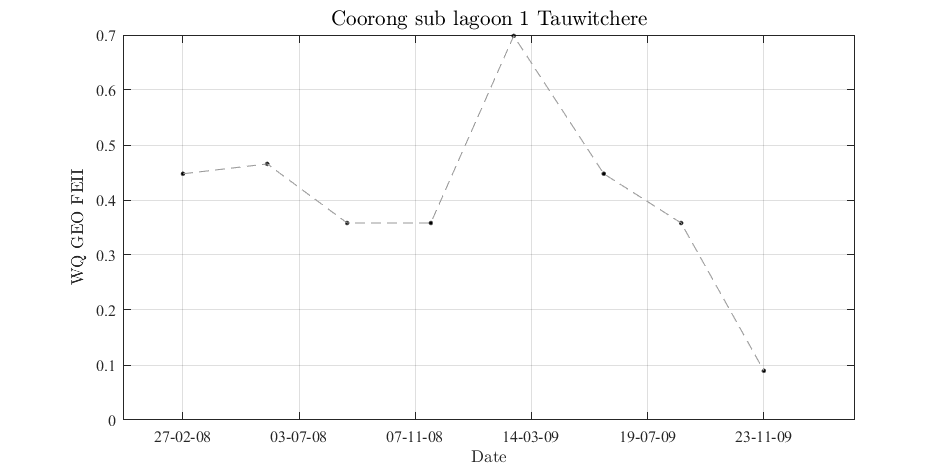 Coorong sub lagoon 1 Tauwitchere
0.7
0.6
0.5
0.4
0.3
0.2
0.1
0
WQ GEO FEII
27-02-08 03-07-08 07-11-08 14-03-09 19-07-09 23-11-09
Date